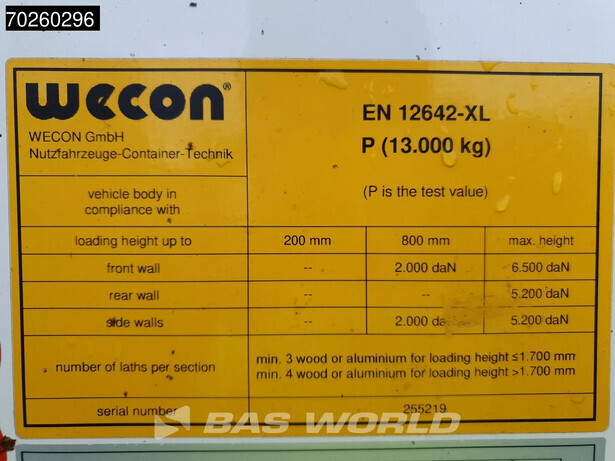 70260296
wecon®
WECON GmbH
Nutzfahrzeuge-Container-Technik
EN 12642-XL
P (13.000 kg)
(P is the test value)
vehicle body in
compliance with
loading height up to 200 mm 800 mm max. height
front wall -- 2.000 daN 6.500 daN
rear wall -- -- 5.200 daN
side walls -- 2.000 da 5.200 daN
number of laths per section
min. 3 wood or aluminium for loading height ≤1.700 mm
min. 4 wood or aluminium for loading height >1.700 mm
serial number 255219
BAS WORLD